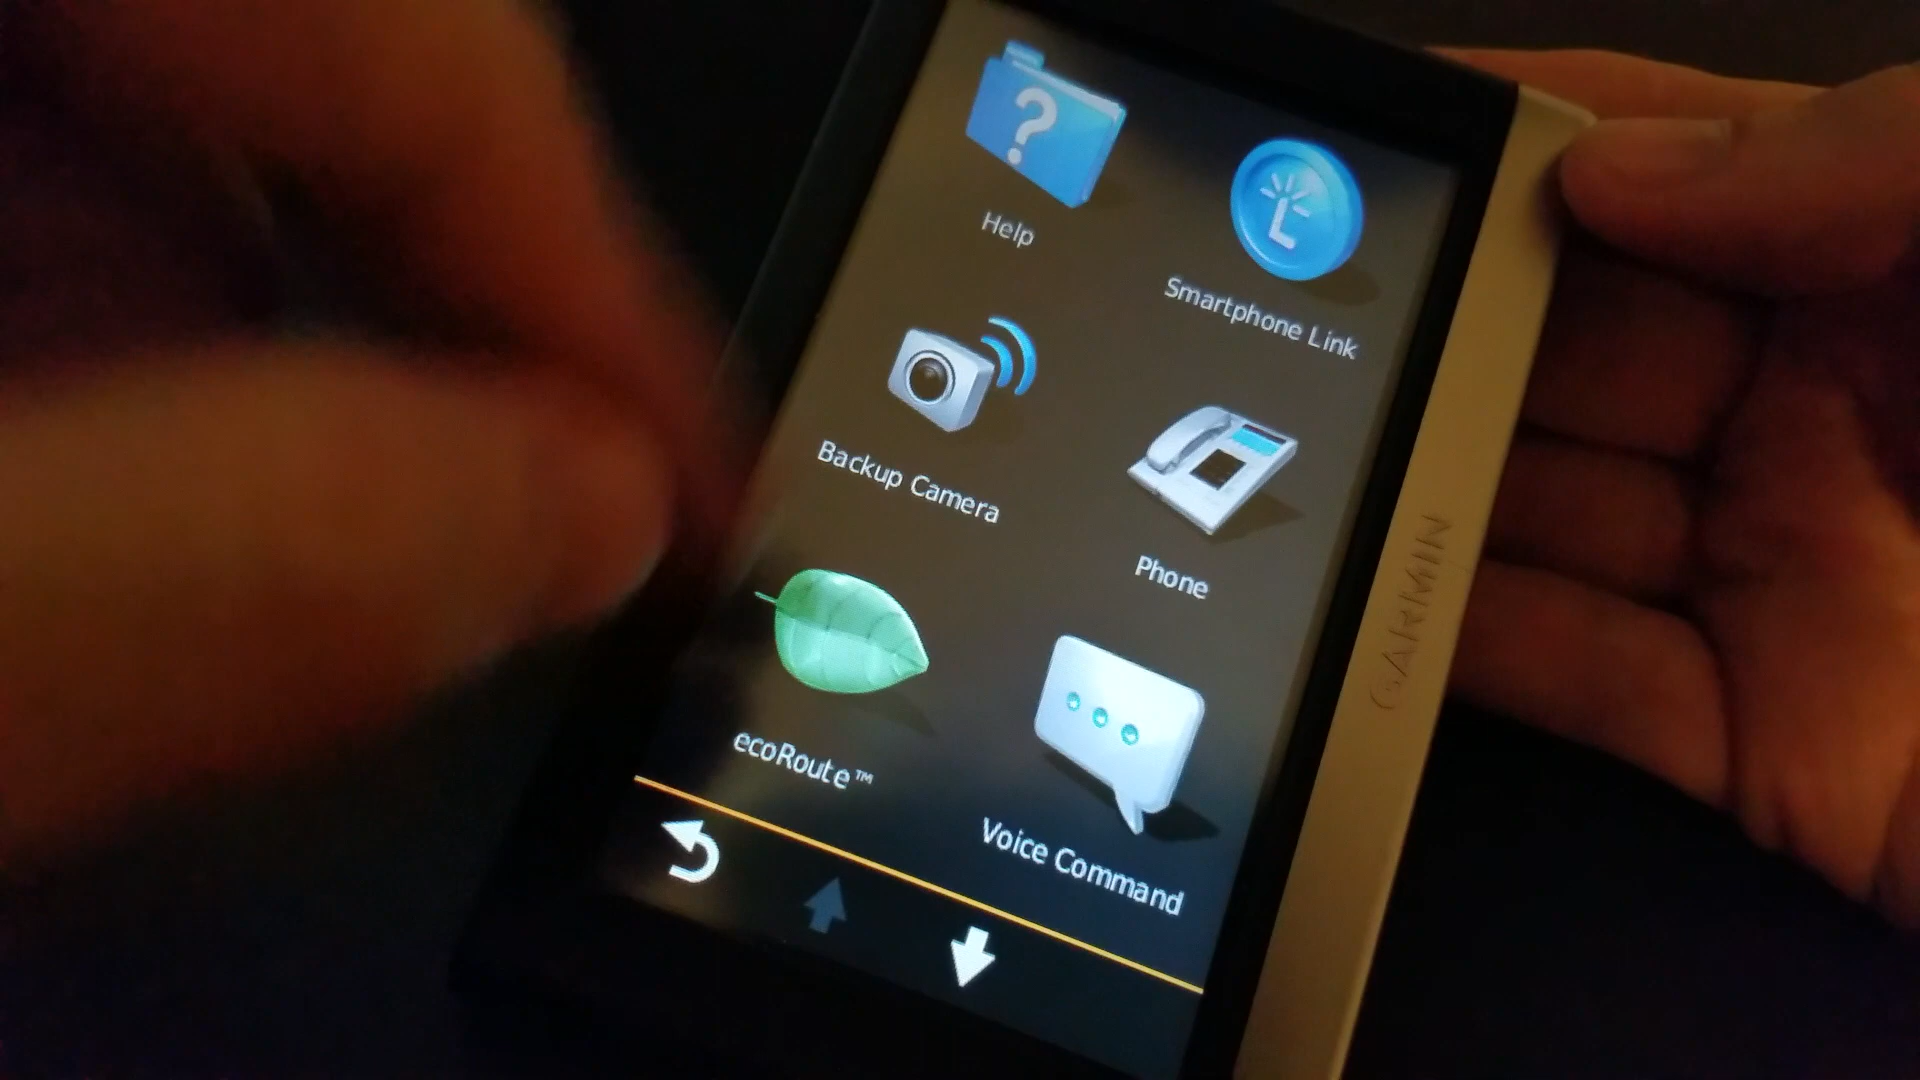 Help
Smartphone Link
Backup Camera
Phone
ecoRoute™
Voice Command
GARMIN